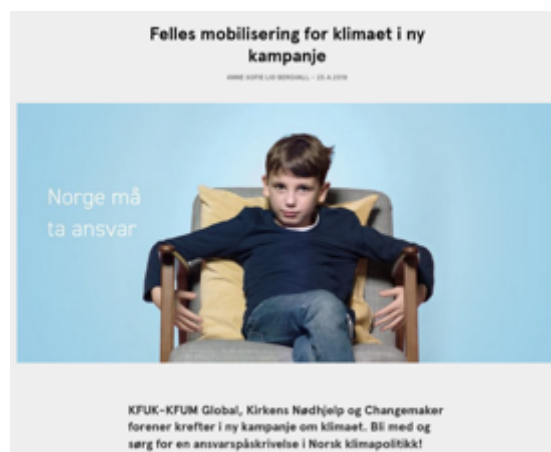 Felles mobilisering for klimaet i ny
kampanje
Norge må
ta ansvar
KFUK-KFUM Global, Kirkens Nødhjelp og Changemaker
forener krefter i ny kampanje om klimaet. Bli med og
sørg for en ansvarspåskrivelse i Norsk klimapolitikk!